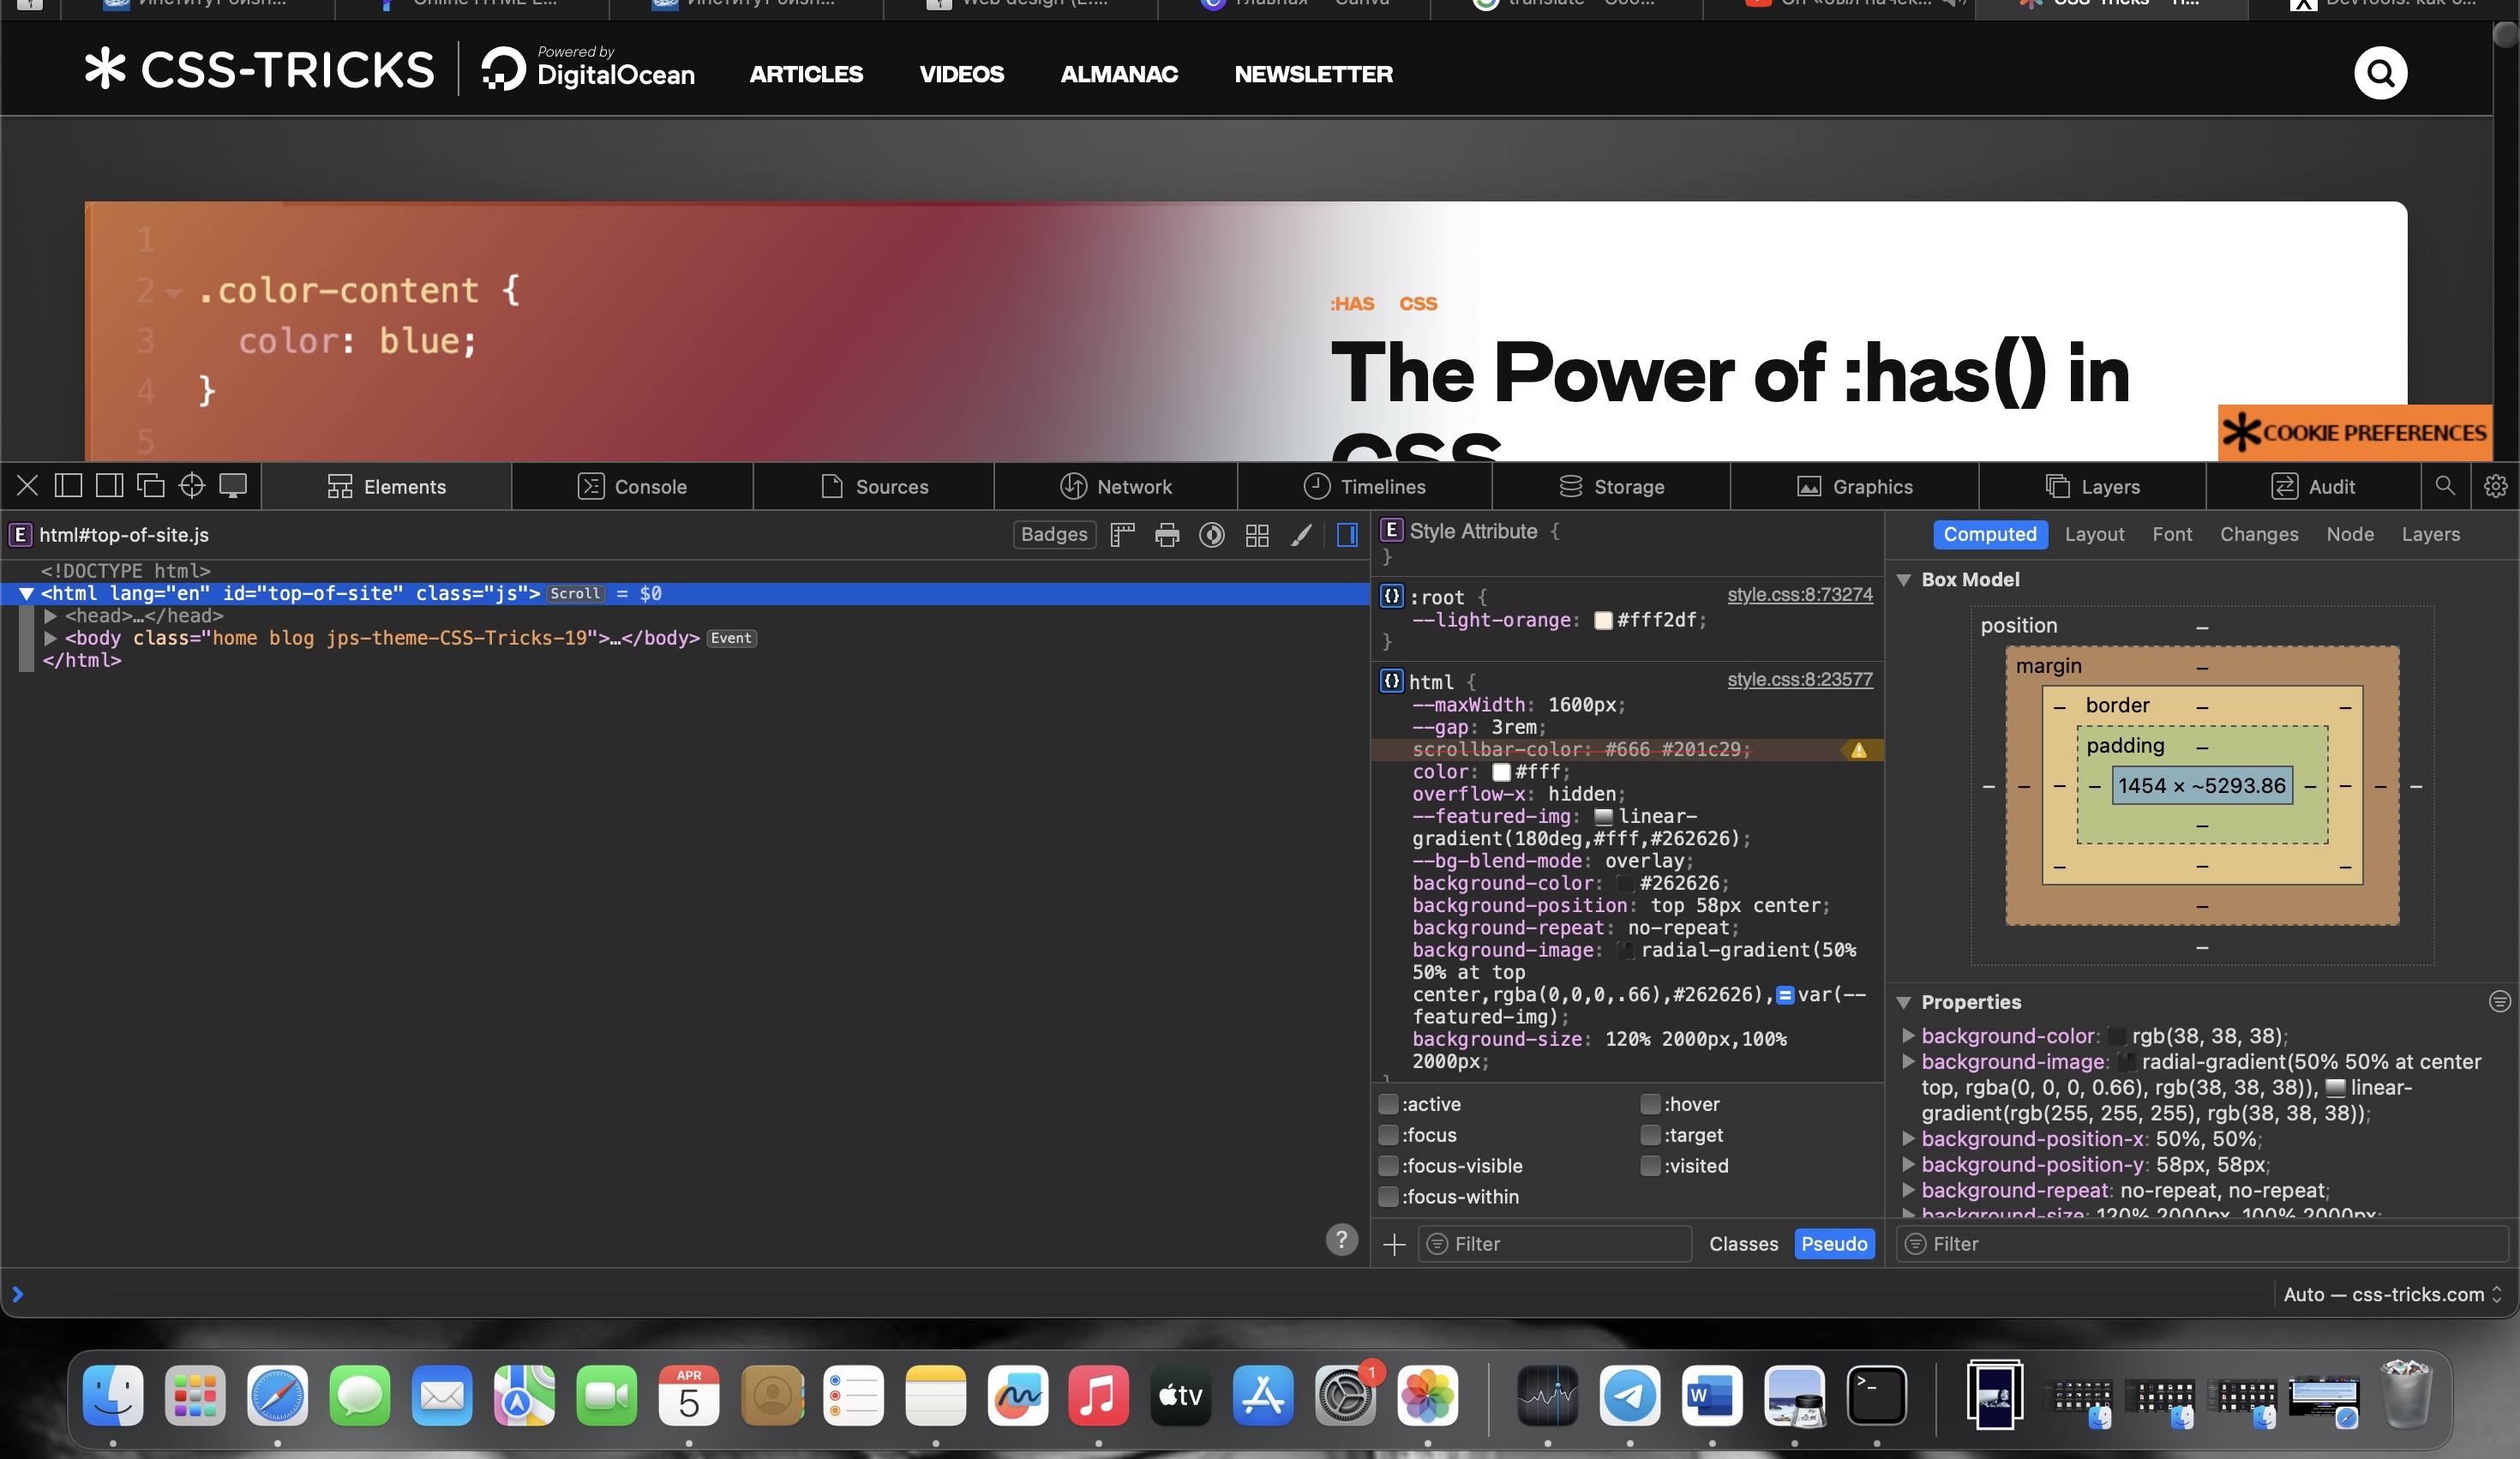 CSS-TRICKS
Powered by
DigitalOcean
ARTICLES
VIDEOS
ALMANAC
NEWSLETTER
1
2 .color-content {
3 color: blue;
4 }
5
:HAS CSS
The Power of :has() in
CSS
COOKIE PREFERENCES
Elements
Console
Sources
Network
Timelines
Storage
Graphics
Layers
Audit
E html#top-of-site.js
Badges
<!DOCTYPE html>
<html lang="en" id="top-of-site" class="js"> Scroll = $0
<head>…</head>
<body class="home blog jps-theme-CSS-Tricks-19">…</body> Event
</html>
E Style Attribute {
}
:root { style.css:8:73274
--light-orange: #fff2df;
}
html { style.css:8:23577
--maxWidth: 1600px;
--gap: 3rem;
scrollbar-color: #666 #201c29;
color: #fff;
overflow-x: hidden;
--featured-img: linear-
gradient(180deg,#fff,#262626);
--bg-blend-mode: overlay;
background-color: #262626;
background-position: top 58px center;
background-repeat: no-repeat;
background-image: radial-gradient(50%
50% at top
center,rgba(0,0,0,.66),#262626),var(--
featured-img);
background-size: 120% 2000px,100%
2000px;
}
:active :hover
:focus :target
:focus-visible :visited
:focus-within
Filter Classes Pseudo
Computed Layout Font Changes Node Layers
Box Model
position –
margin –
– border – –
padding –
– – – – 1454 × ~5293.86 – – – –
–
– – –
–
–
Properties
background-color: rgb(38, 38, 38);
background-image: radial-gradient(50% 50% at center
top, rgba(0, 0, 0, 0.66), rgb(38, 38, 38)), linear-
gradient(rgb(255, 255, 255), rgb(38, 38, 38));
background-position-x: 50%, 50%;
background-position-y: 58px, 58px;
background-repeat: no-repeat, no-repeat;
background-size: 120% 2000px, 100% 2000px;
Filter
?
Auto — css-tricks.com
APR
5
tv
1
W
>_